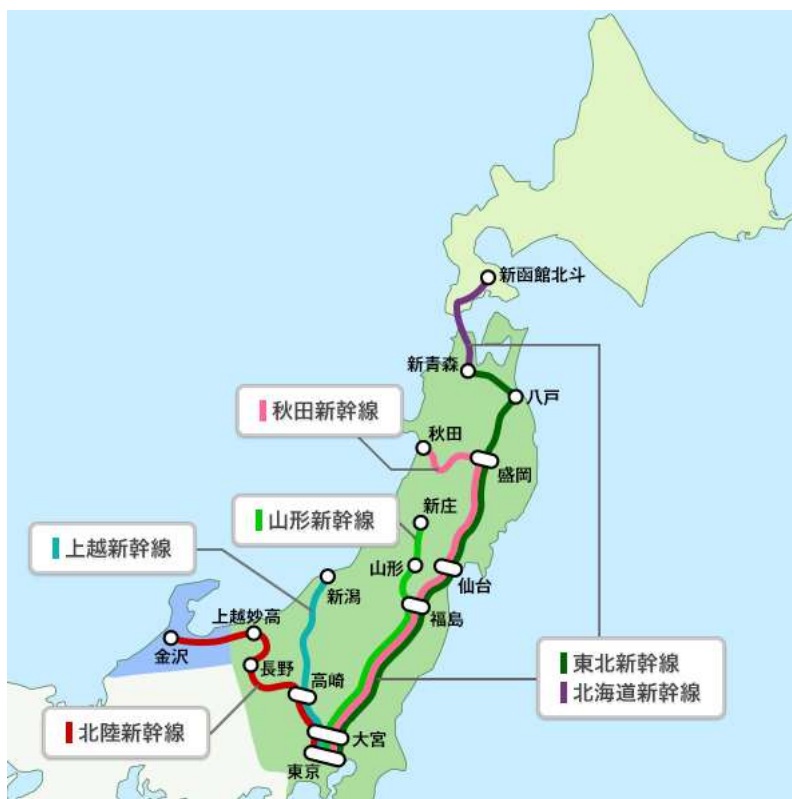 新函館北斗
新青森
八戸
秋田新幹線
秋田
盛岡
新庄
山形新幹線
上越新幹線
山形
仙台
新潟
福島
上越妙高
金沢
長野
高崎
東北新幹線
北海道新幹線
北陸新幹線
大宮
東京